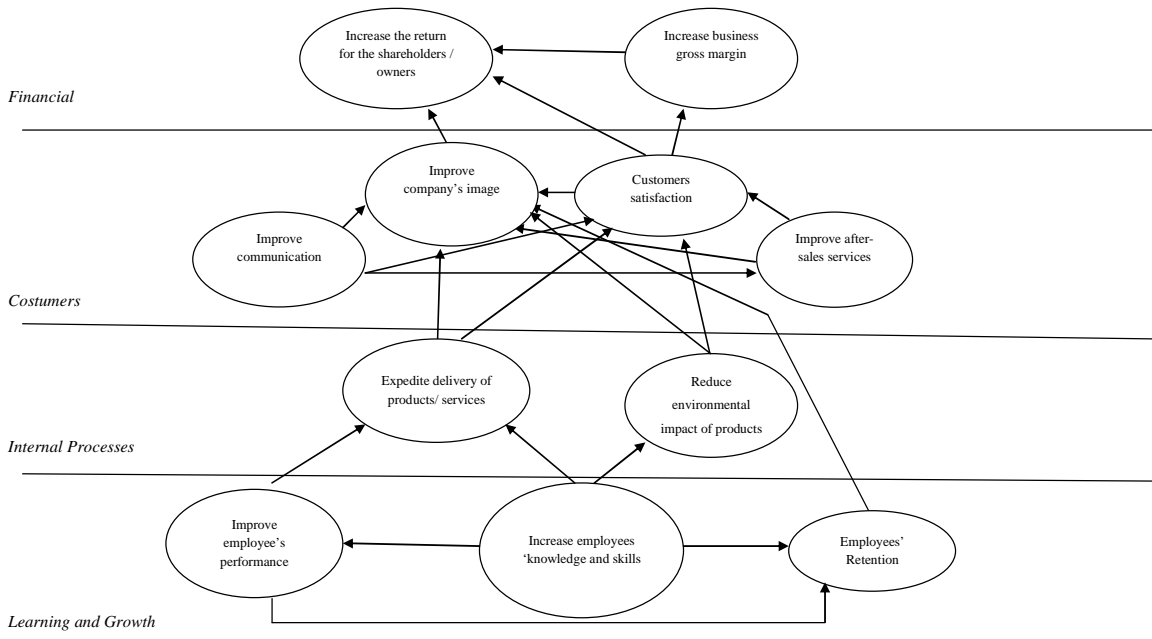 Increase the return
for the shareholders /
owners
Increase business
gross margin
Financial
Improve
company's image
Customers
satisfaction
Improve
communication
Improve after-
sales services
Costumers
Expedite delivery of
products/ services
Reduce
environmental
impact of products
Internal Processes
Improve
employee's
performance
Increase employees
‘knowledge and skills
Employees’
Retention
Learning and Growth